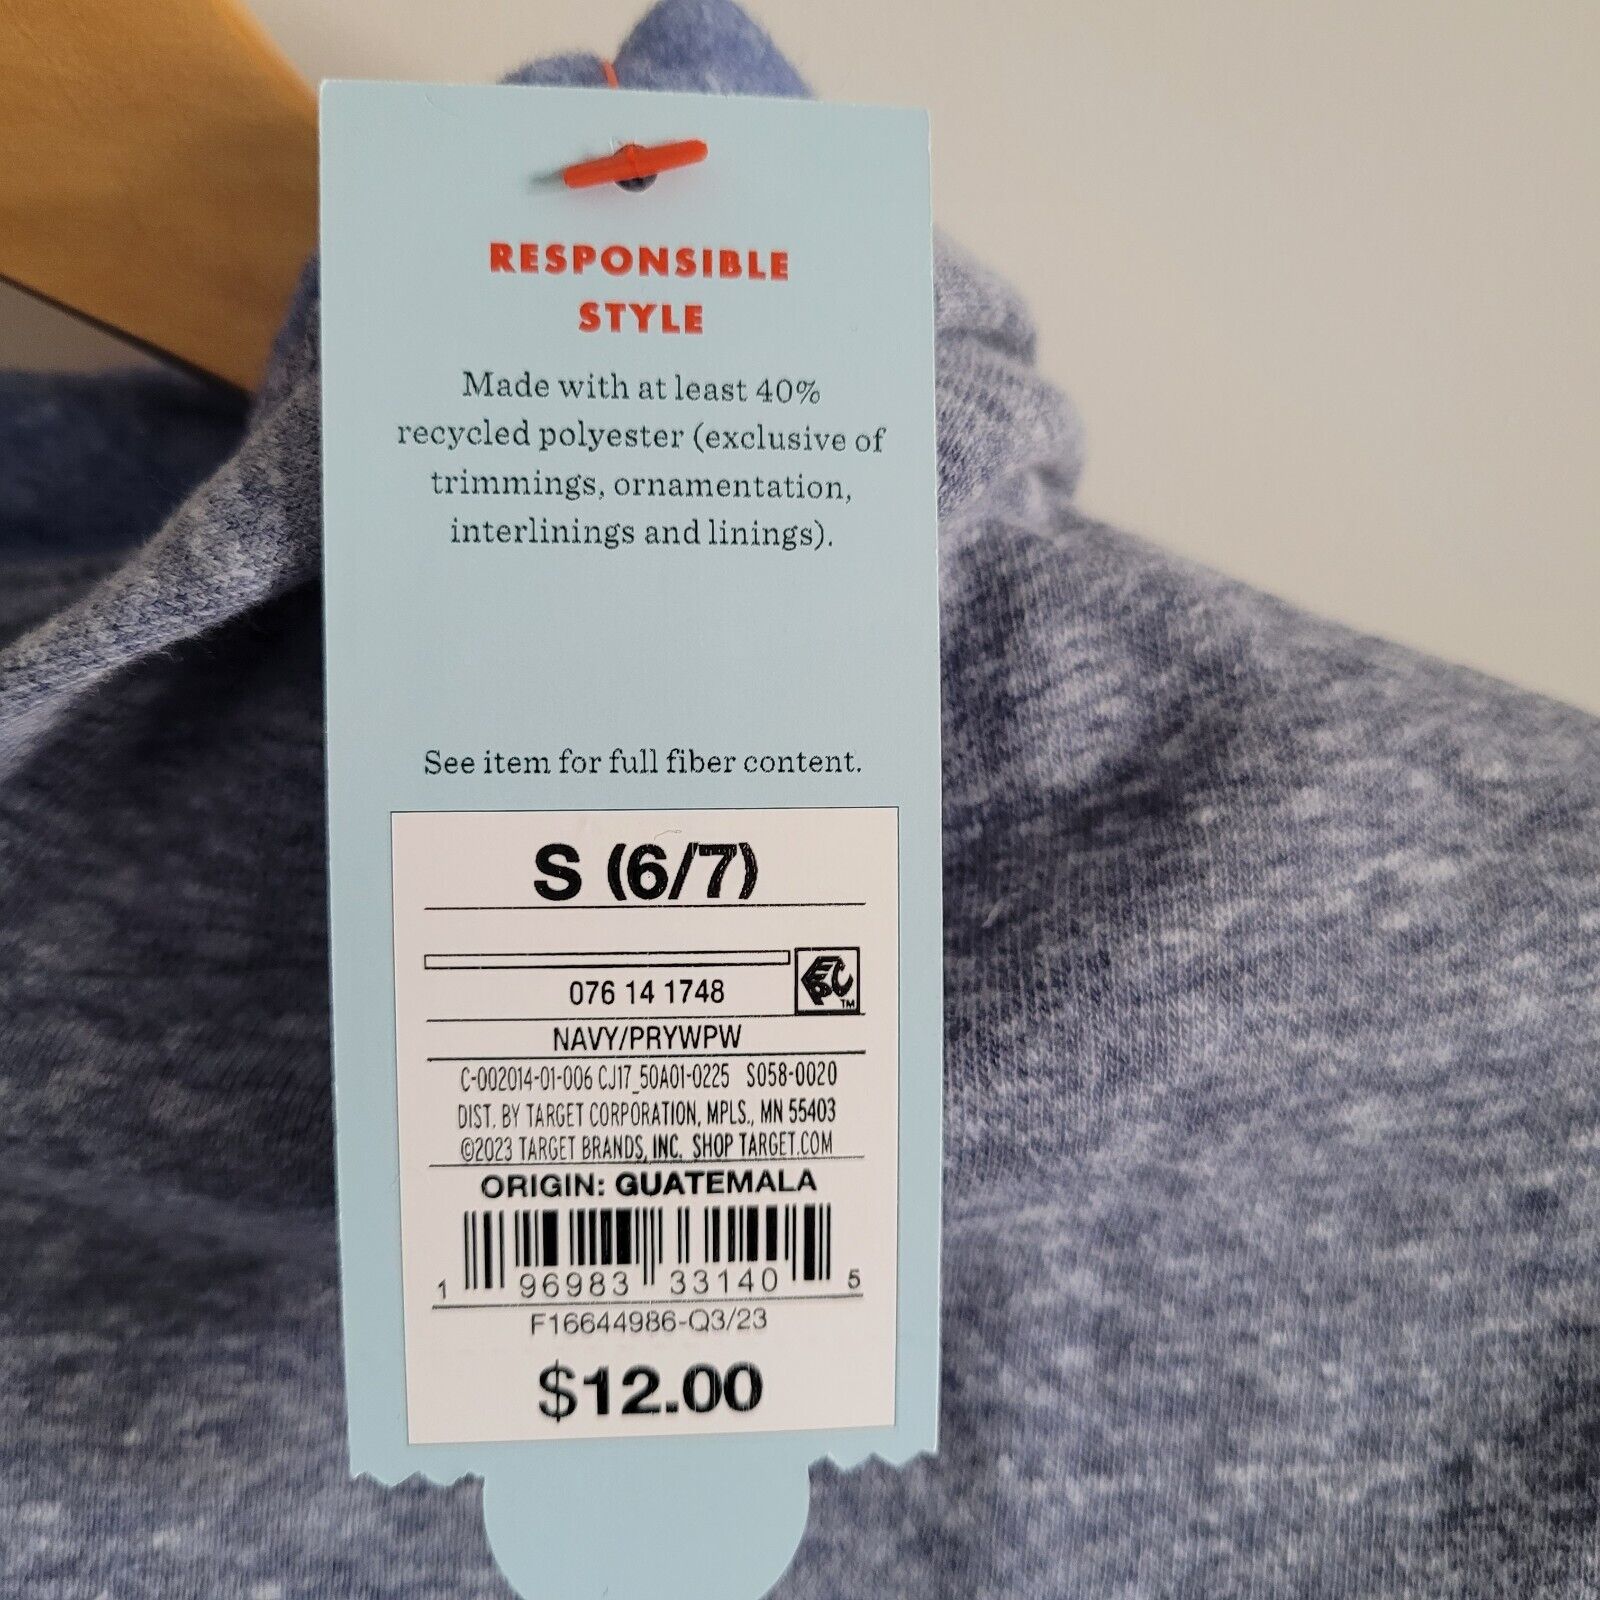 RESPONSIBLE
STYLE
Made with at least 40%
recycled polyester (exclusive of
trimmings, ornamentation,
interlinings and linings).
See item for full fiber content.
S (6/7)
076 14 1748
EPC™
NAVY/PRYWPW
C-002014-01-006 CJ17_50A01-0225 S058-0020
DIST. BY TARGET CORPORATION, MPLS., MN 55403
©2023 TARGET BRANDS, INC. SHOP TARGET.COM
ORIGIN: GUATEMALA
1 96983 33140 5
F16644986-Q3/23
$12.00